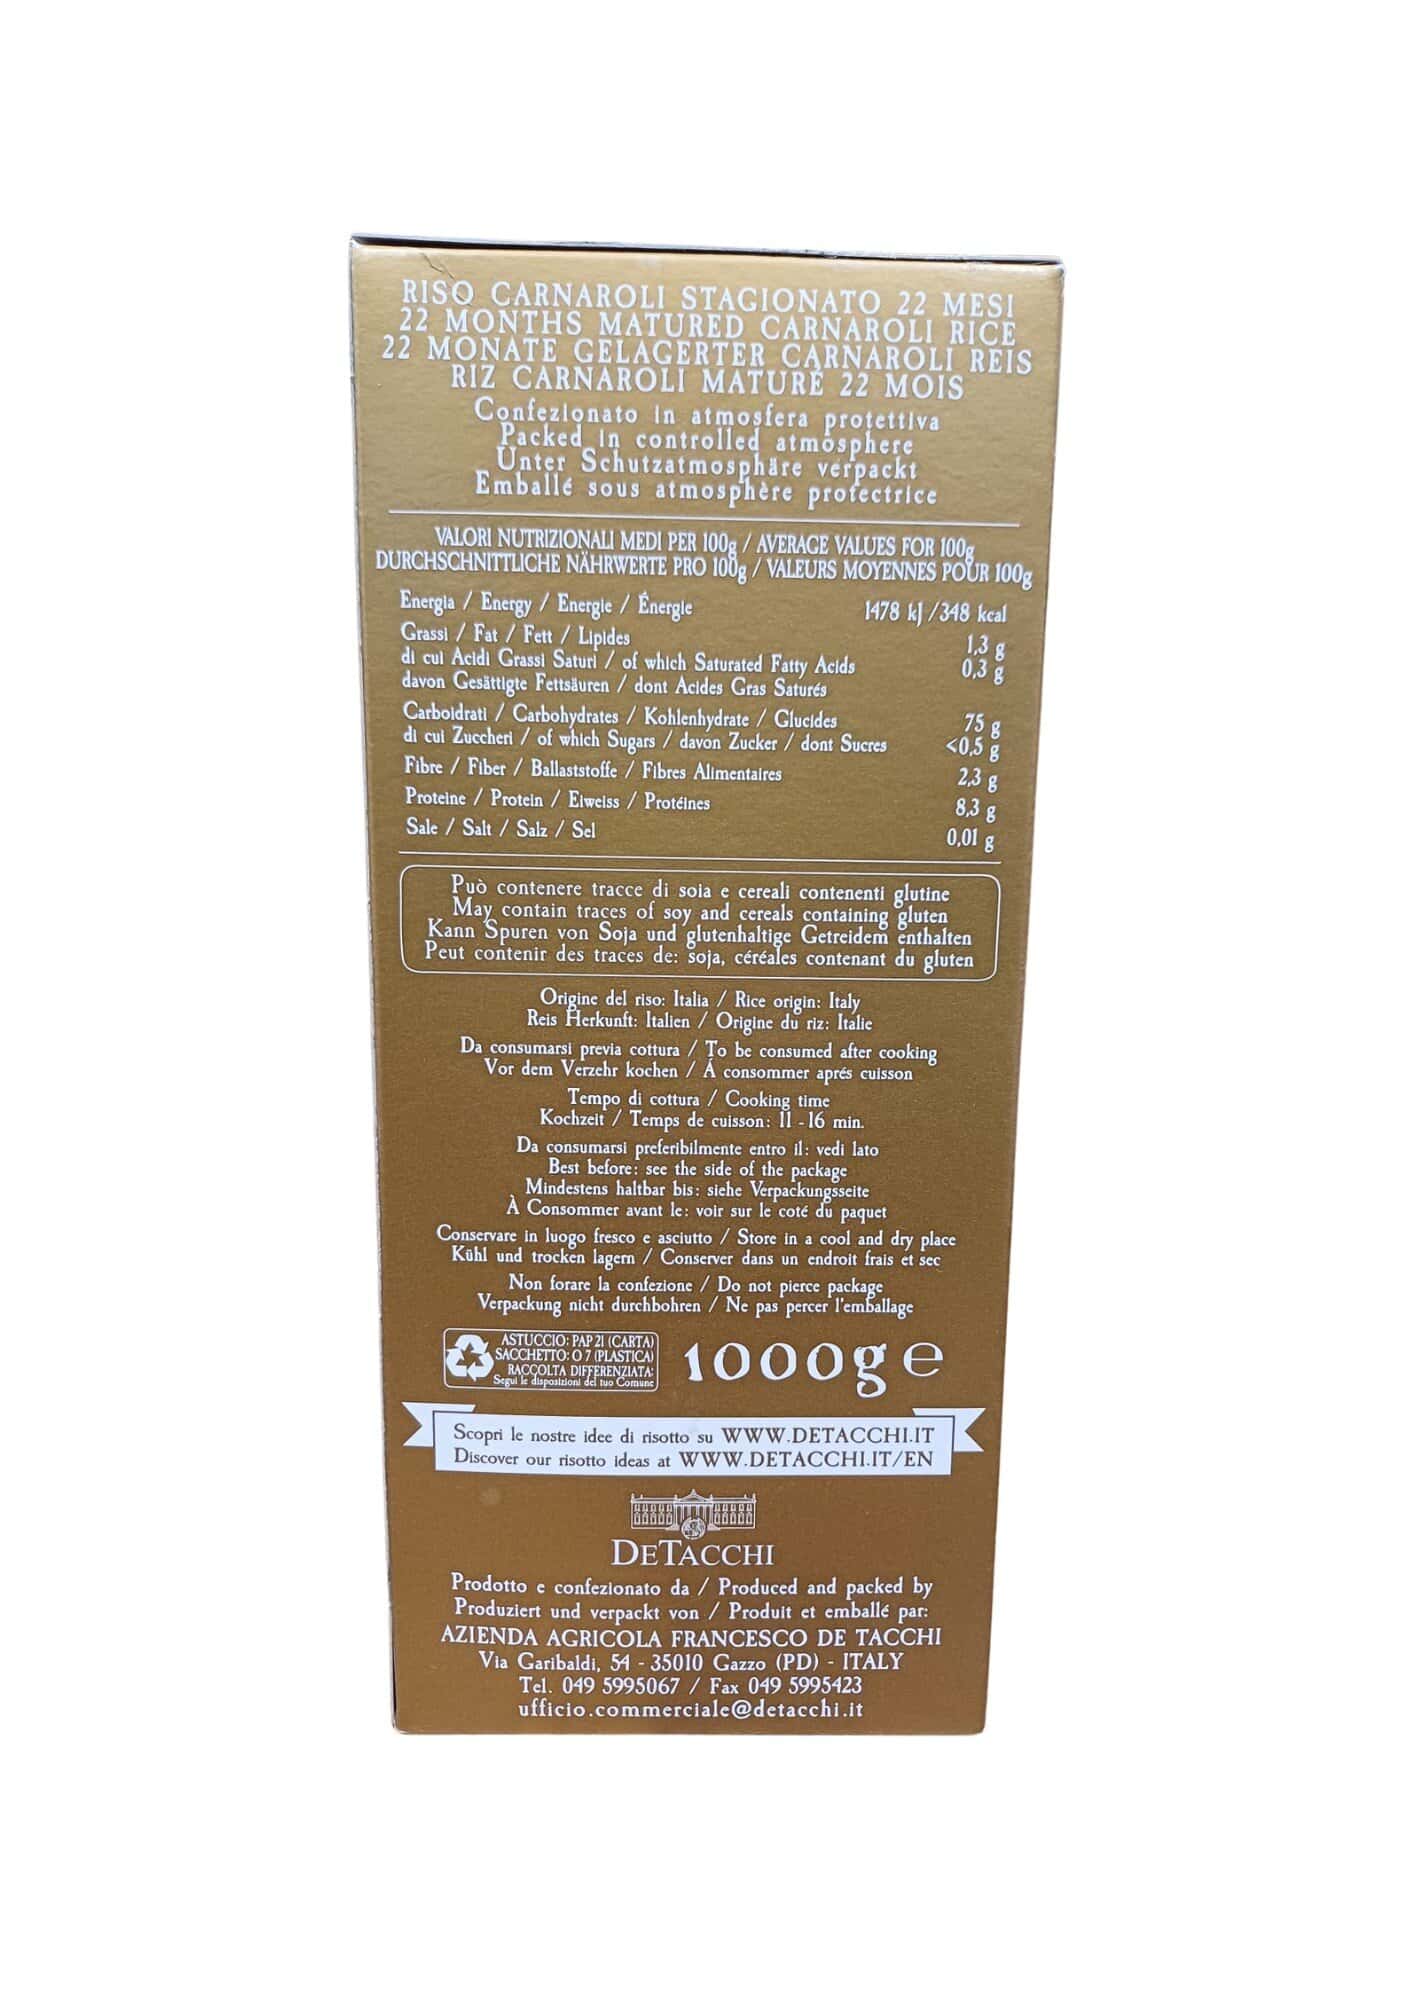 RISO CARNAROLI STAGIONATO 22 MESI
22 MONTHS MATURED CARNAROLI RICE
22 MONATE GELAGERTER CARNAROLI REIS
RIZ CARNAROLI MATURÉ 22 MOIS
Confezionato in atmosfera protettiva
Packed in controlled atmosphere
Unter Schutzatmosphäre verpackt
Emballé sous atmosphère protectrice
VALORI NUTRIZIONALI MEDI PER 100g / AVERAGE VALUES FOR 100g
DURCHSCHNITTLICHE NÄHRWERTE PRO 100g / VALEURS MOYENNES POUR 100g
Energia / Energy / Energie / Énergie 1478 kJ /348 kcal
Grassi / Fat / Fett / Lipides 1,3 g
di cui Acidi Grassi Saturi / of which Saturated Fatty Acids 0,3 g
davon Gesättigte Fettsäuren / dont Acides Gras Saturés
Carboidrati / Carbohydrates / Kohlenhydrate / Glucides 75 g
di cui Zuccheri / of which Sugars / davon Zucker / dont Sucres <0,5 g
Fibre / Fiber / Ballaststoffe / Fibres Alimentaires 2,3 g
Proteine / Protein / Eiweiss / Protéines 8,3 g
Sale / Salt / Salz / Sel 0,01 g
Può contenere tracce di soia e cereali contenenti glutine
May contain traces of soy and cereals containing gluten
Kann Spuren von Soja und glutenhaltige Getreidem enthalten
Peut contenir des traces de: soja, céréales contenant du gluten
Origine del riso: Italia / Rice origin: Italy
Reis Herkunft: Italien / Origine du riz: Italie
Da consumarsi previa cottura / To be consumed after cooking
Vor dem Verzehr kochen / Á consommer aprés cuisson
Tempo di cottura / Cooking time
Kochzeit / Temps de cuisson: 11 - 16 min.
Da consumarsi preferibilmente entro il: vedi lato
Best before: see the side of the package
Mindestens haltbar bis: siehe Verpackungsseite
À Consommer avant le: voir sur le coté du paquet
Conservare in luogo fresco e asciutto / Store in a cool and dry place
Kühl und trocken lagern / Conserver dans un endroit frais et sec
Non forare la confezione / Do not pierce package
Verpackung nicht durchbohren / Ne pas percer l'emballage
ASTUCCIO: PAP 21 (CARTA)
SACCHETTO: O 7 (PLASTICA)
RACCOLTA DIFFERENZIATA:
Segui le disposizioni del tuo Comune
1000g e
Scopri le nostre idee di risotto su WWW.DETACCHI.IT
Discover our risotto ideas at WWW.DETACCHI.IT/EN
DETACCHI
Prodotto e confezionato da / Produced and packed by
Produziert und verpackt von / Produit et emballé par:
AZIENDA AGRICOLA FRANCESCO DE TACCHI
Via Garibaldi, 54 - 35010 Gazzo (PD) - ITALY
Tel. 049 5995067 / Fax 049 5995423
ufficio.commerciale@detacchi.it